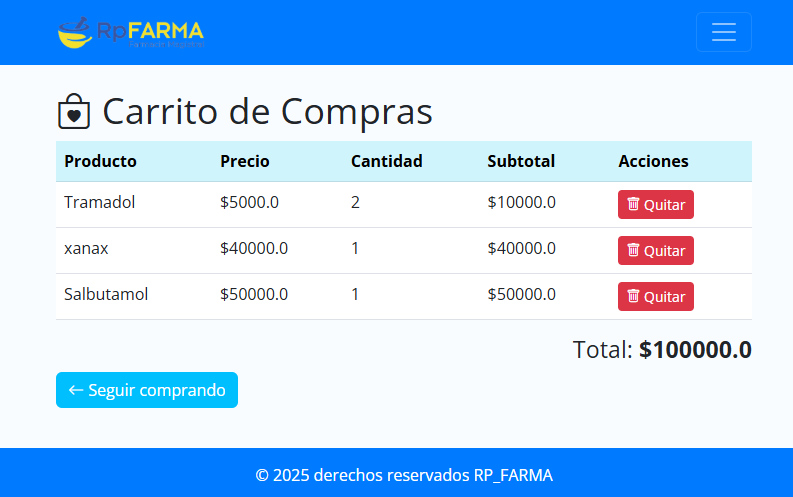 RpFARMA
Carrito de Compras
Producto Precio Cantidad Subtotal Acciones
Tramadol $5000.0 2 $10000.0 Quitar
xanax $40000.0 1 $40000.0 Quitar
Salbutamol $50000.0 1 $50000.0 Quitar
Total: $100000.0
← Seguir comprando
© 2025 derechos reservados RP_FARMA